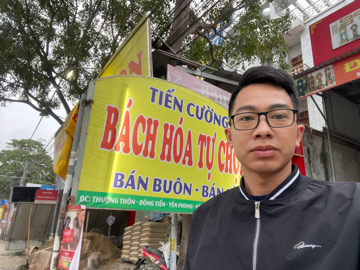 TIẾN CƯỜNG
BÁCH HÓA TỰ CHỌ
BÁN BUÔN - BÁN
ĐC: THƯỢNG THÔN - ĐÔNG TIẾN - YÊN PHONG -